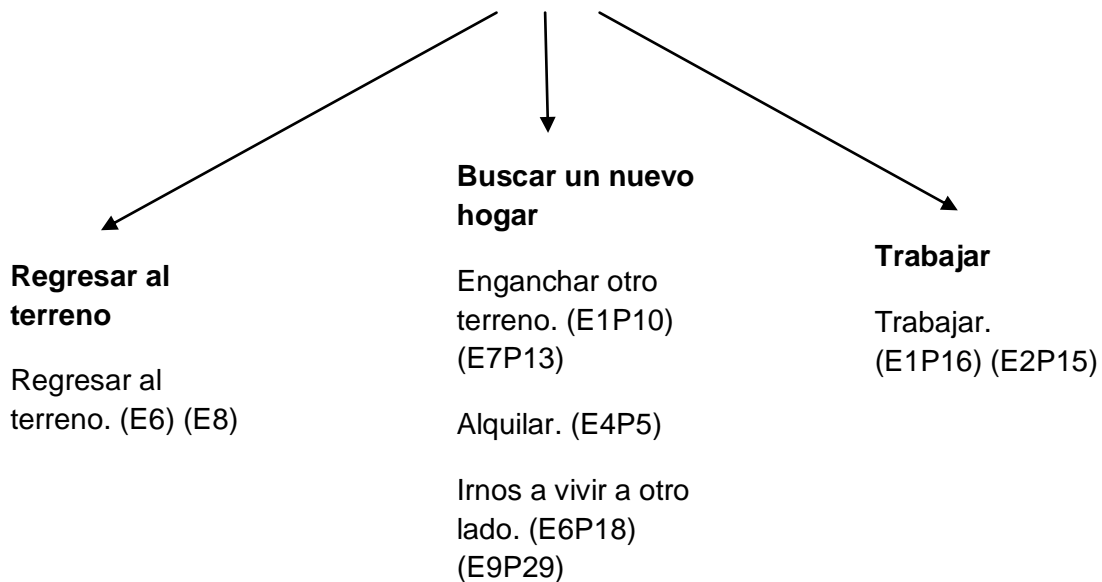 Regresar al
terreno
Regresar al
terreno. (E6) (E8)
Buscar un nuevo
hogar
Enganchar otro
terreno. (E1P10)
(E7P13)
Alquilar. (E4P5)
Irnos a vivir a otro
lado. (E6P18)
(E9P29)
Trabajar
Trabajar.
(E1P16) (E2P15)